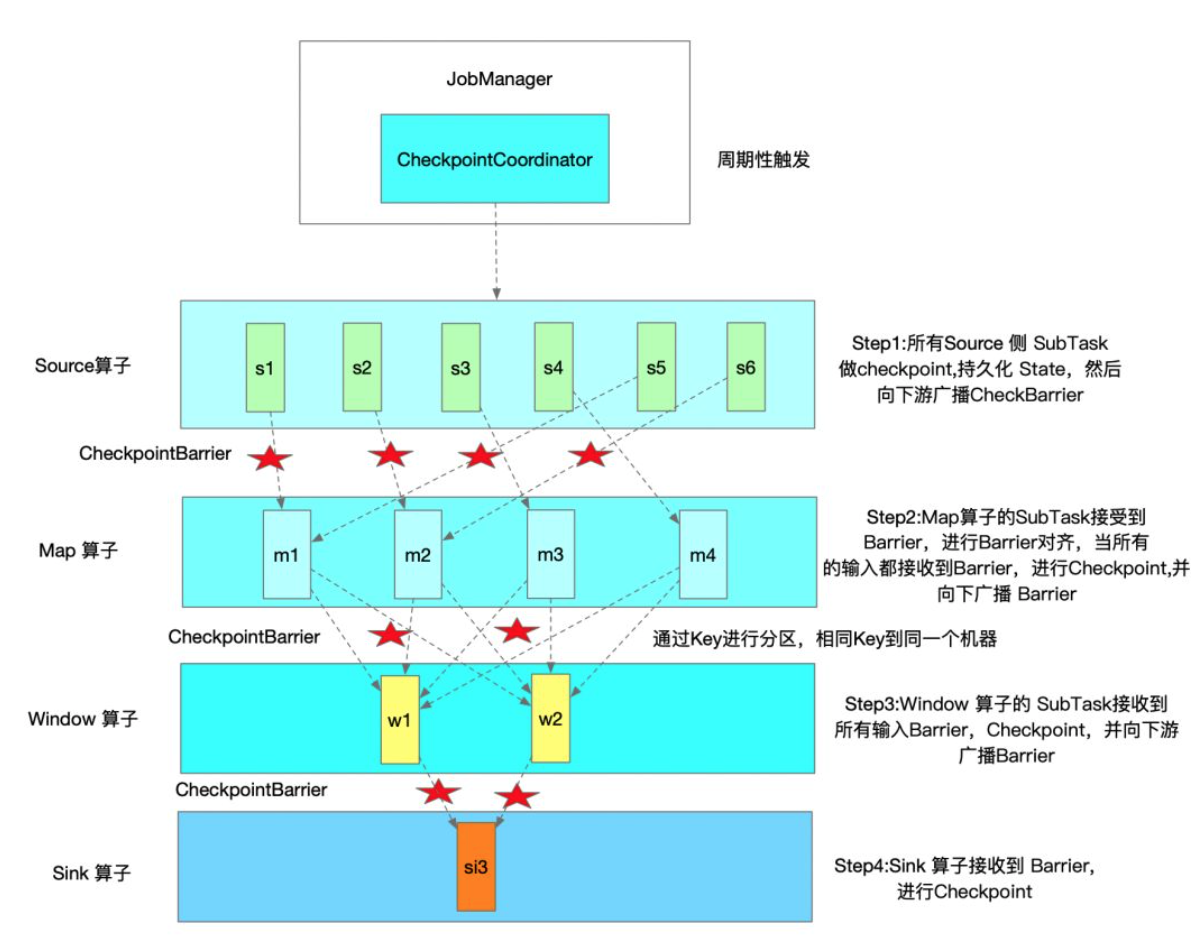 JobManager
CheckpointCoordinator
周期性触发
s1
s2
s3
s4
s5
s6
Source算子
Step1:所有Source 侧 SubTask
做checkpoint,持久化 State，然后
向下游广播CheckBarrier
CheckpointBarrier
m1
m2
m3
m4
Map 算子
Step2:Map算子的SubTask接受到
Barrier，进行Barrier对齐，当所有
的输入都接收到Barrier，进行Checkpoint,并
向下广播 Barrier
CheckpointBarrier
通过Key进行分区，相同Key到同一个机器
w1
w2
Window 算子
Step3:Window 算子的 SubTask接收到
所有输入Barrier，Checkpoint，并向下游
广播Barrier
CheckpointBarrier
si3
Sink 算子
Step4:Sink 算子接收到 Barrier，
进行Checkpoint